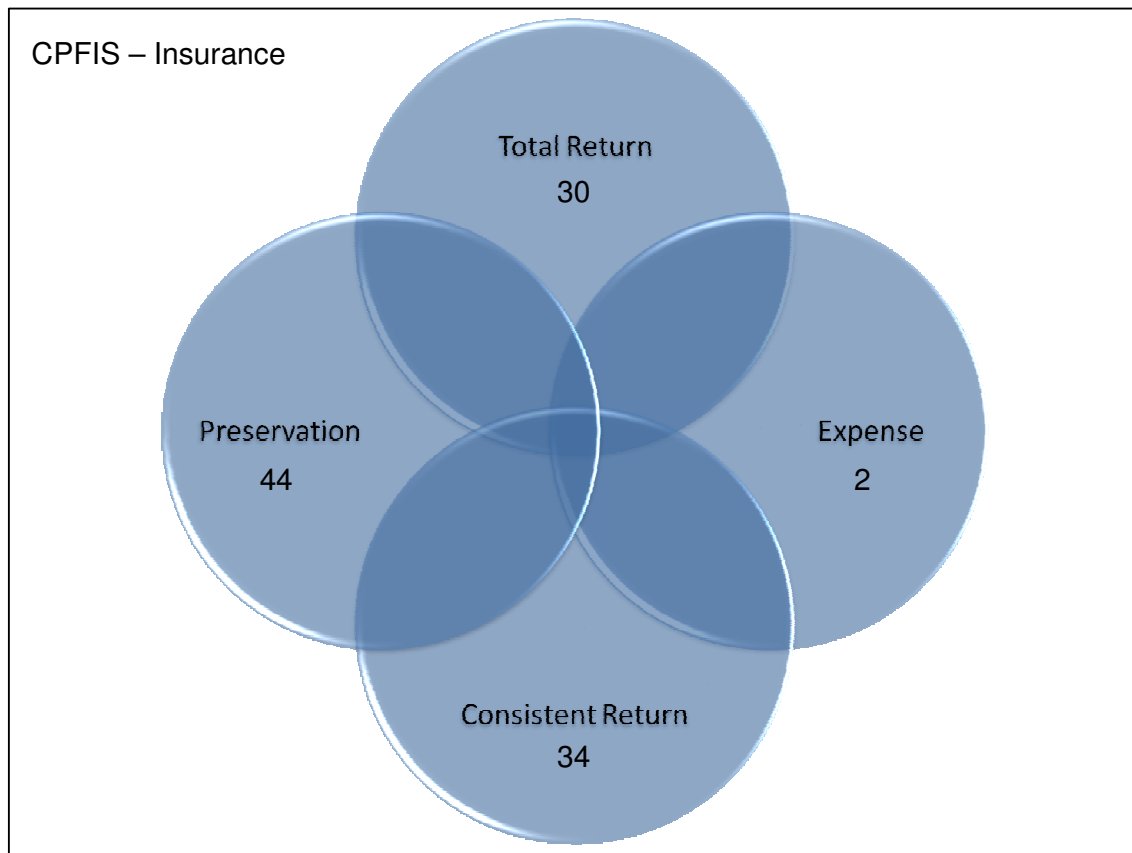 CPFIS – Insurance
Total Return
30
Preservation
44
Expense
2
Consistent Return
34